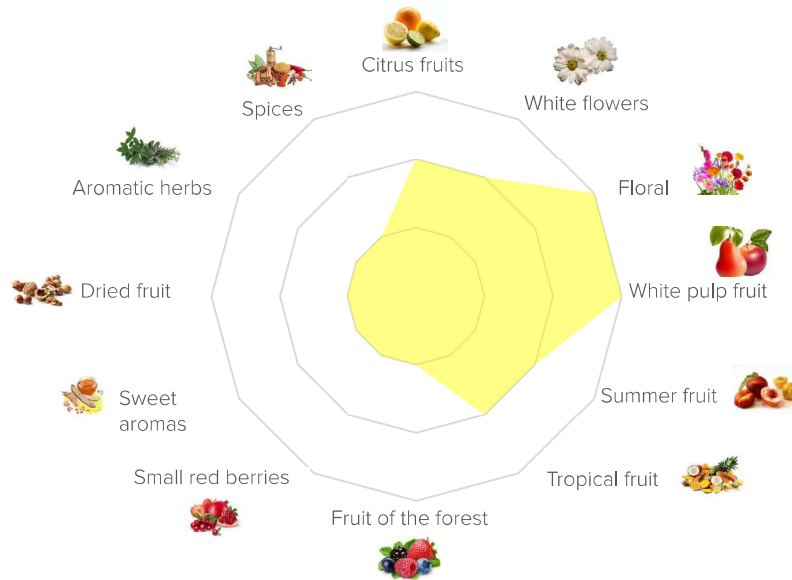 Citrus fruits
White flowers
Floral
White pulp fruit
Summer fruit
Tropical fruit
Fruit of the forest
Small red berries
Sweet
aromas
Dried fruit
Aromatic herbs
Spices